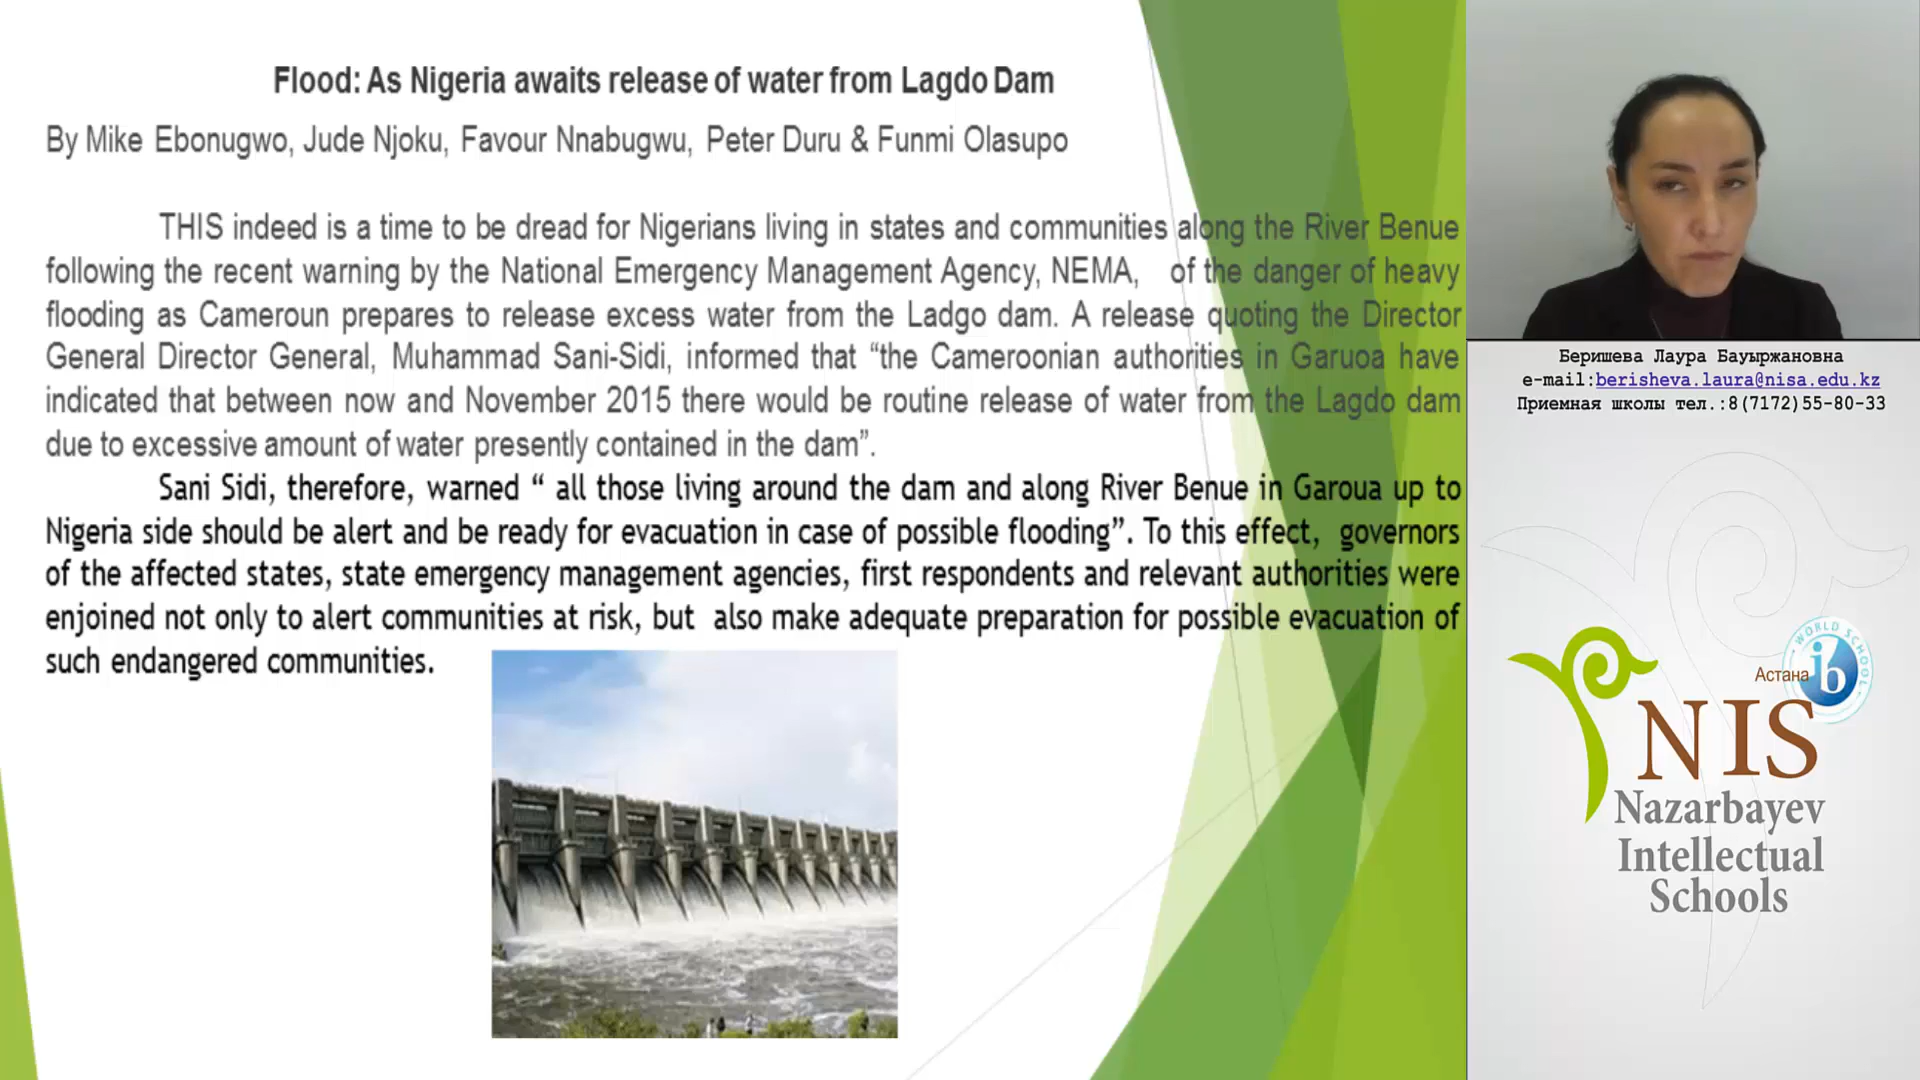 Flood: As Nigeria awaits release of water from Lagdo Dam
By Mike Ebonugwo, Jude Njoku, Favour Nnabugwu, Peter Duru & Funmi Olasupo
THIS indeed is a time to be dread for Nigerians living in states and communities along the River Benue
following the recent warning by the National Emergency Management Agency, NEMA, of the danger of heavy
flooding as Cameroun prepares to release excess water from the Ladgo dam. A release quoting the Director
General Director General, Muhammad Sani-Sidi, informed that “the Cameroonian authorities in Garuoa have
indicated that between now and November 2015 there would be routine release of water from the Lagdo dam
due to excessive amount of water presently contained in the dam”.
Sani Sidi, therefore, warned “ all those living around the dam and along River Benue in Garoua up to
Nigeria side should be alert and be ready for evacuation in case of possible flooding”. To this effect, governors
of the affected states, state emergency management agencies, first respondents and relevant authorities were
enjoined not only to alert communities at risk, but also make adequate preparation for possible evacuation of
such endangered communities.
Беришева Лаура Бауыржановна
e-mail:berisheva.laura@nisa.edu.kz
Приемная школы тел.:8(7172)55-80-33
WORLD SCHOOL
ib
Астана
NIS
Nazarbayev
Intellectual
Schools